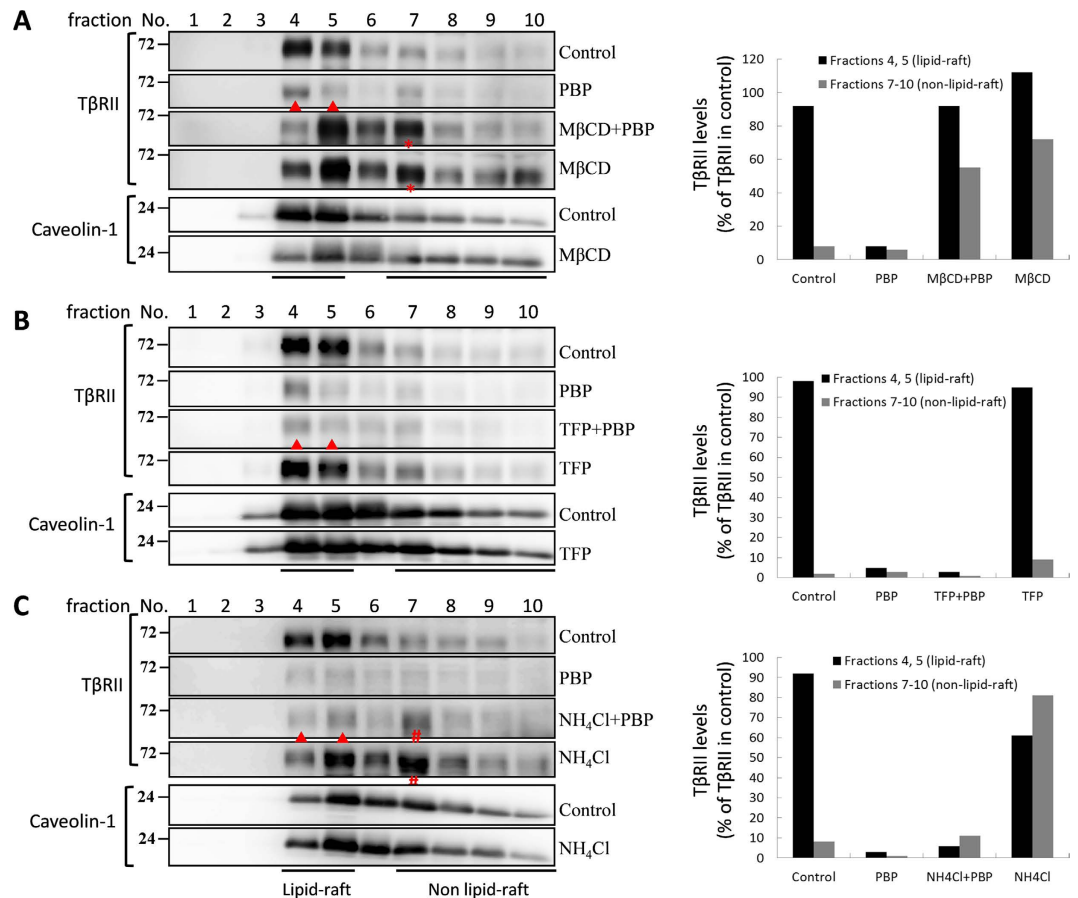 A
fraction No. 1 2 3 4 5 6 7 8 9 10
TβRII
72 Control
72 PBP
▲ ▲
72 MβCD+PBP
*
72 MβCD
*
Caveolin-1
24 Control
24 MβCD
TβRII levels
(% of TβRII in control)
Fractions 4, 5 (lipid-raft)
Fractions 7-10 (non-lipid-raft)
120
100
80
60
40
20
0
Control PBP MβCD+PBP MβCD
B
fraction No. 1 2 3 4 5 6 7 8 9 10
TβRII
72 Control
72 PBP
72 TFP+PBP
▲ ▲
72 TFP
Caveolin-1
24 Control
24 TFP
TβRII levels
(% of TβRII in control)
Fractions 4, 5 (lipid-raft)
Fractions 7-10 (non-lipid-raft)
100
90
80
70
60
50
40
30
20
10
0
Control PBP TFP+PBP TFP
C
fraction No. 1 2 3 4 5 6 7 8 9 10
TβRII
72 Control
72 PBP
72 NH₄Cl+PBP
▲ ▲ #
72 NH₄Cl
#
Caveolin-1
24 Control
24 NH₄Cl
Lipid-raft Non lipid-raft
TβRII levels
(% of TβRII in control)
Fractions 4, 5 (lipid-raft)
Fractions 7-10 (non-lipid-raft)
100
90
80
70
60
50
40
30
20
10
0
Control PBP NH4Cl+PBP NH4Cl